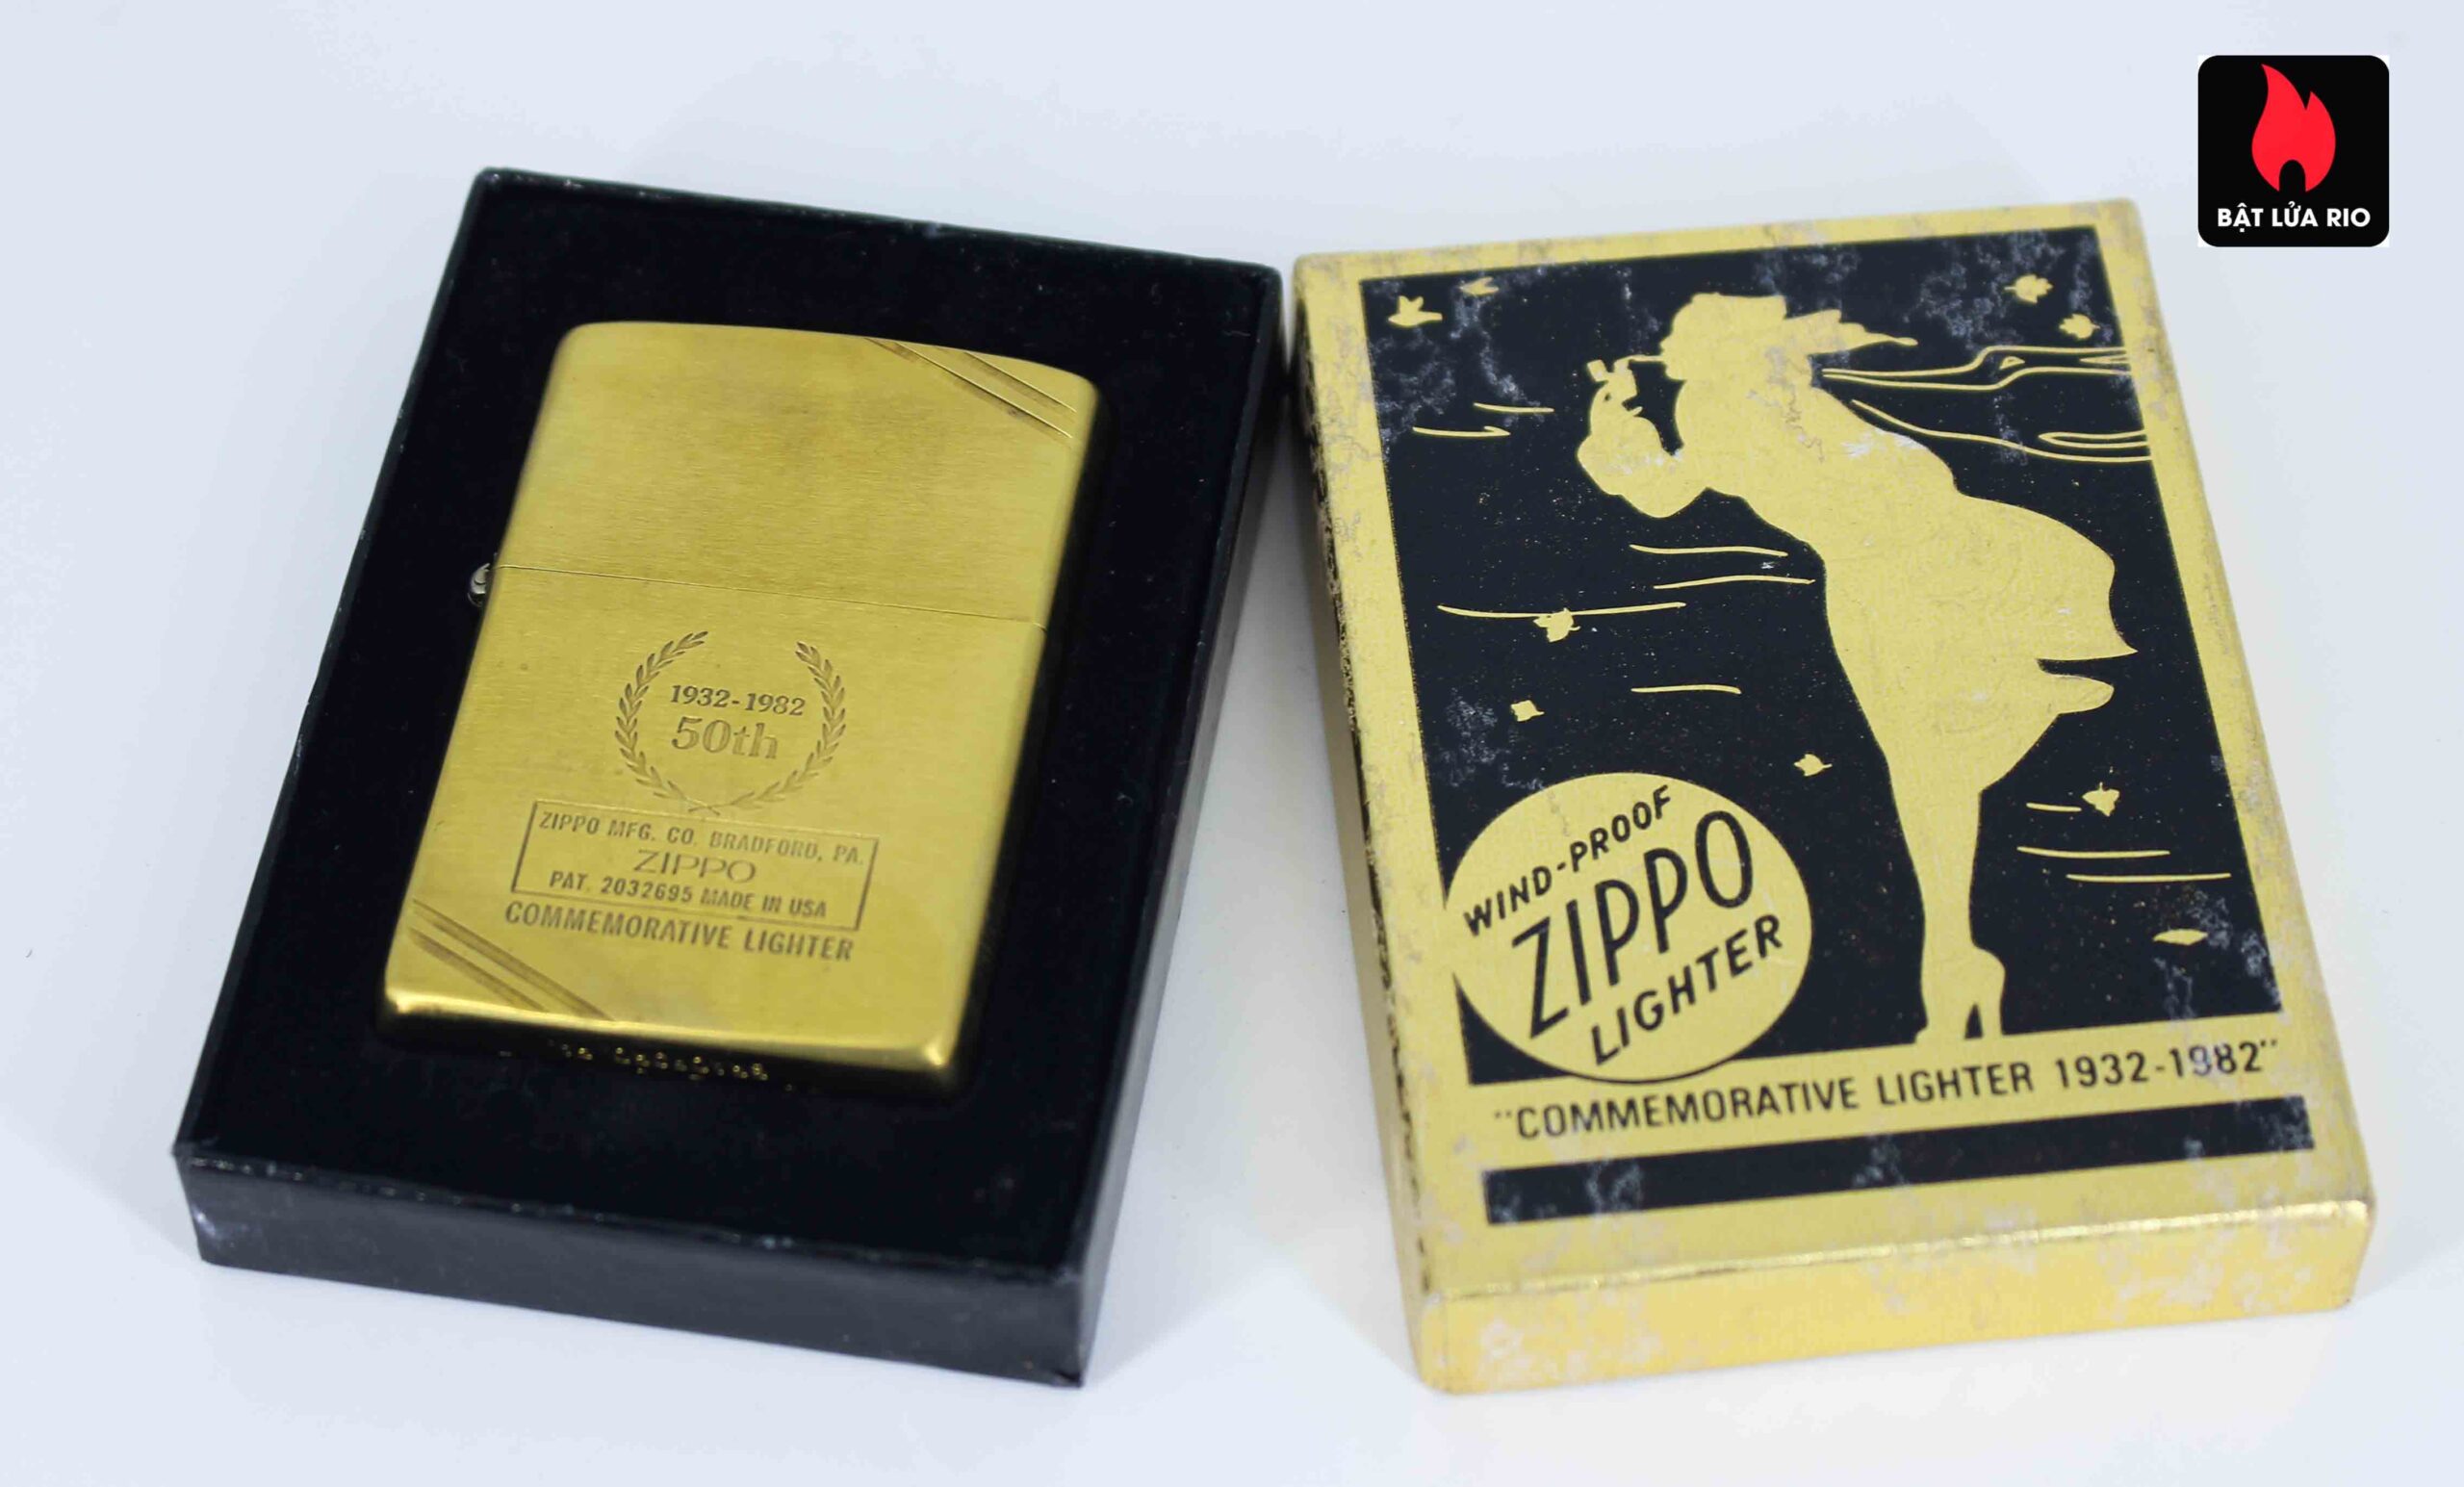 BẬT LỬA RIO
1932-1982
50th
ZIPPO MFG. CO. BRADFORD, PA.
ZIPPO
PAT. 2032695 MADE IN USA
COMMEMORATIVE LIGHTER
WIND-PROOF
ZIPPO
LIGHTER
"COMMEMORATIVE LIGHTER 1932-1982"